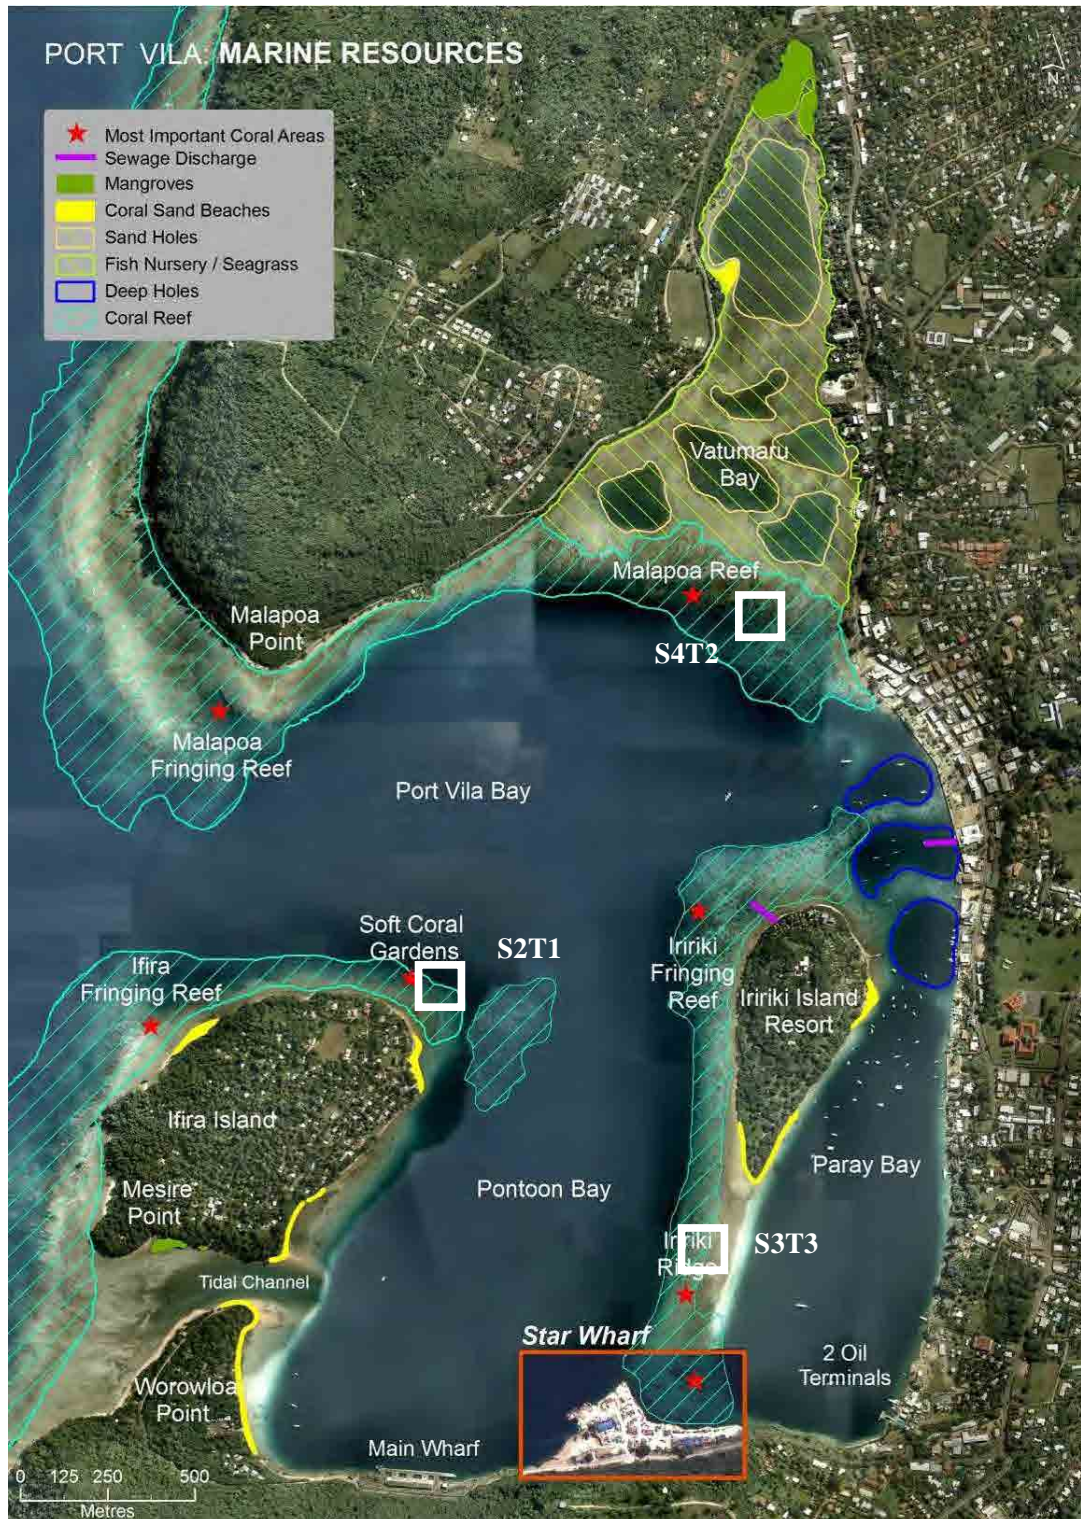 PORT VILA: MARINE RESOURCES
N
Most Important Coral Areas
Sewage Discharge
Mangroves
Coral Sand Beaches
Sand Holes
Fish Nursery / Seagrass
Deep Holes
Coral Reef
Vatumaru
Bay
Malapoa Reef
Malapoa
Point
S4T2
Malapoa
Fringing Reef
Port Vila Bay
Soft Coral
Gardens
S2T1
Ifira
Fringing Reef
Iririki
Fringing
Reef
Iririki Island
Resort
Ifira Island
Paray Bay
Mesire
Point
Pontoon Bay
Iririki
Ridge
S3T3
Tidal Channel
Star Wharf
2 Oil
Terminals
Worowloa
Point
Main Wharf
0 125 250 500
Metres